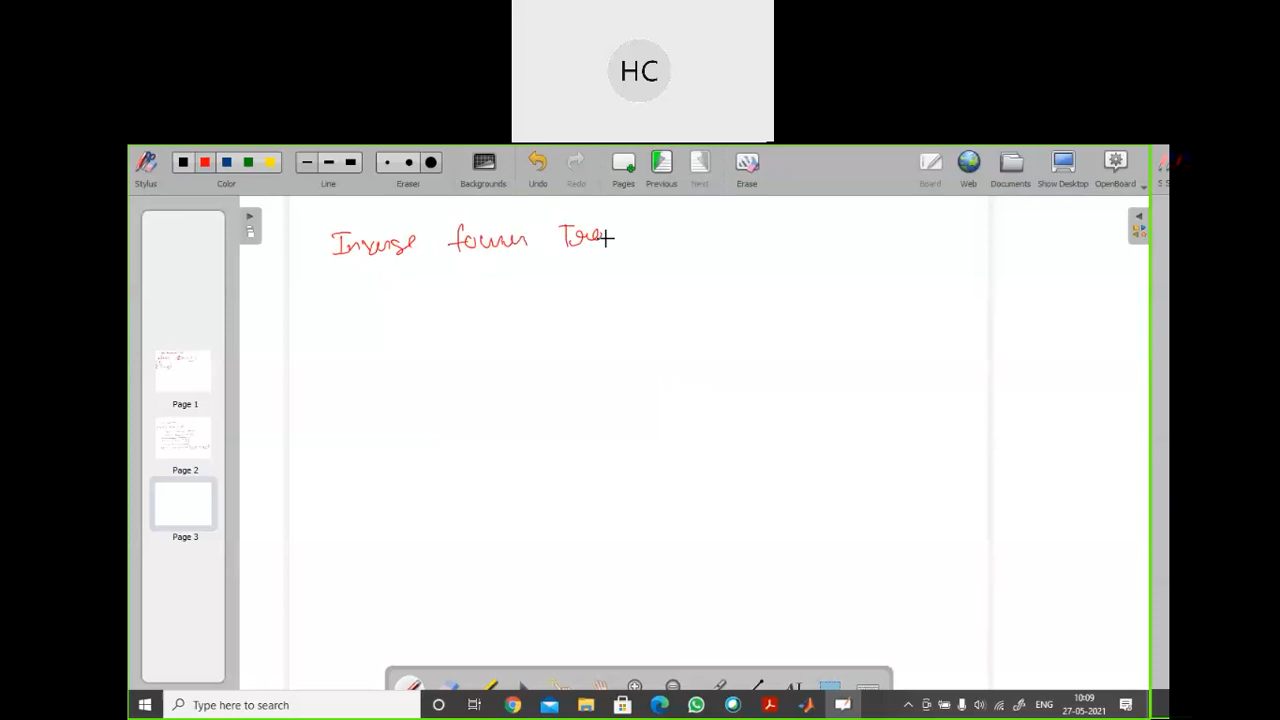 HC
Stylus Color Line Eraser Backgrounds Undo Redo Pages Previous Next Erase Board Web Documents Show Desktop OpenBoard
Inverse fourier Tra
Page 1
Page 2
Page 3
Type here to search
ENG
10:09
27-05-2021